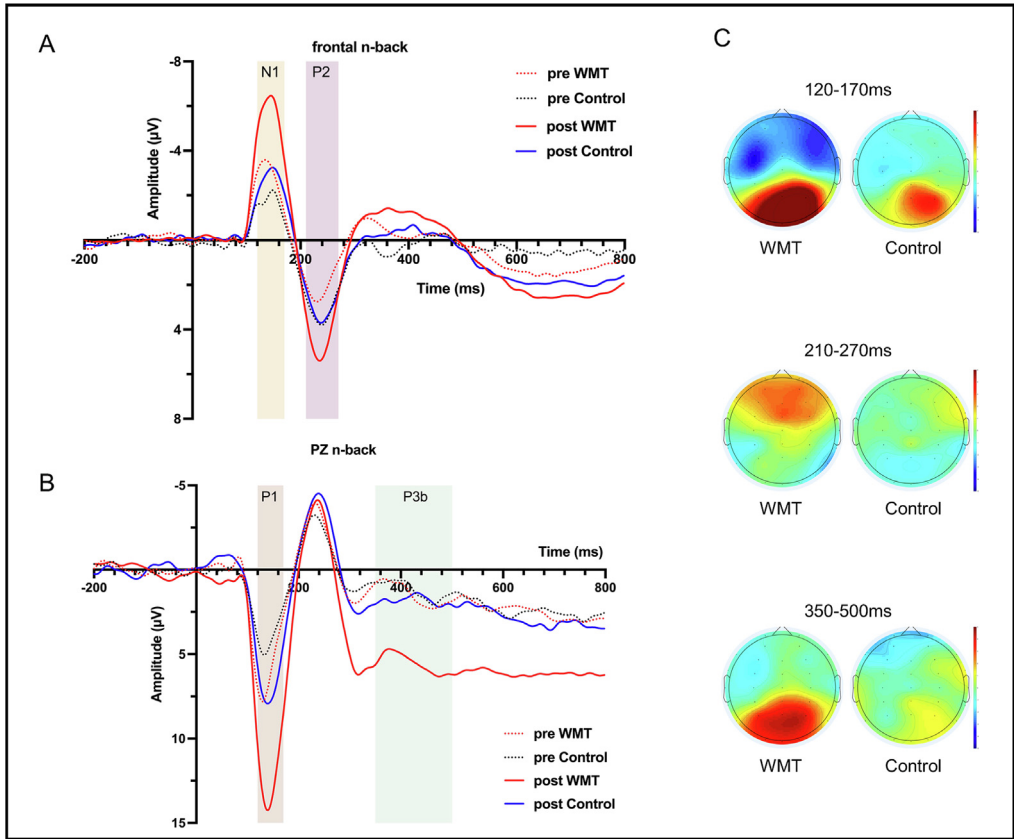 A
frontal n-back
-8
-4
4
8
Amplitude (μV)
N1
P2
pre WMT
pre Control
post WMT
post Control
-200
200
400
600
800
Time (ms)
PZ n-back
B
-5
5
10
15
Amplitude (μV)
P1
P3b
Time (ms)
-200
200
400
600
800
pre WMT
pre Control
post WMT
post Control
C
120-170ms
WMT
Control
210-270ms
WMT
Control
350-500ms
WMT
Control